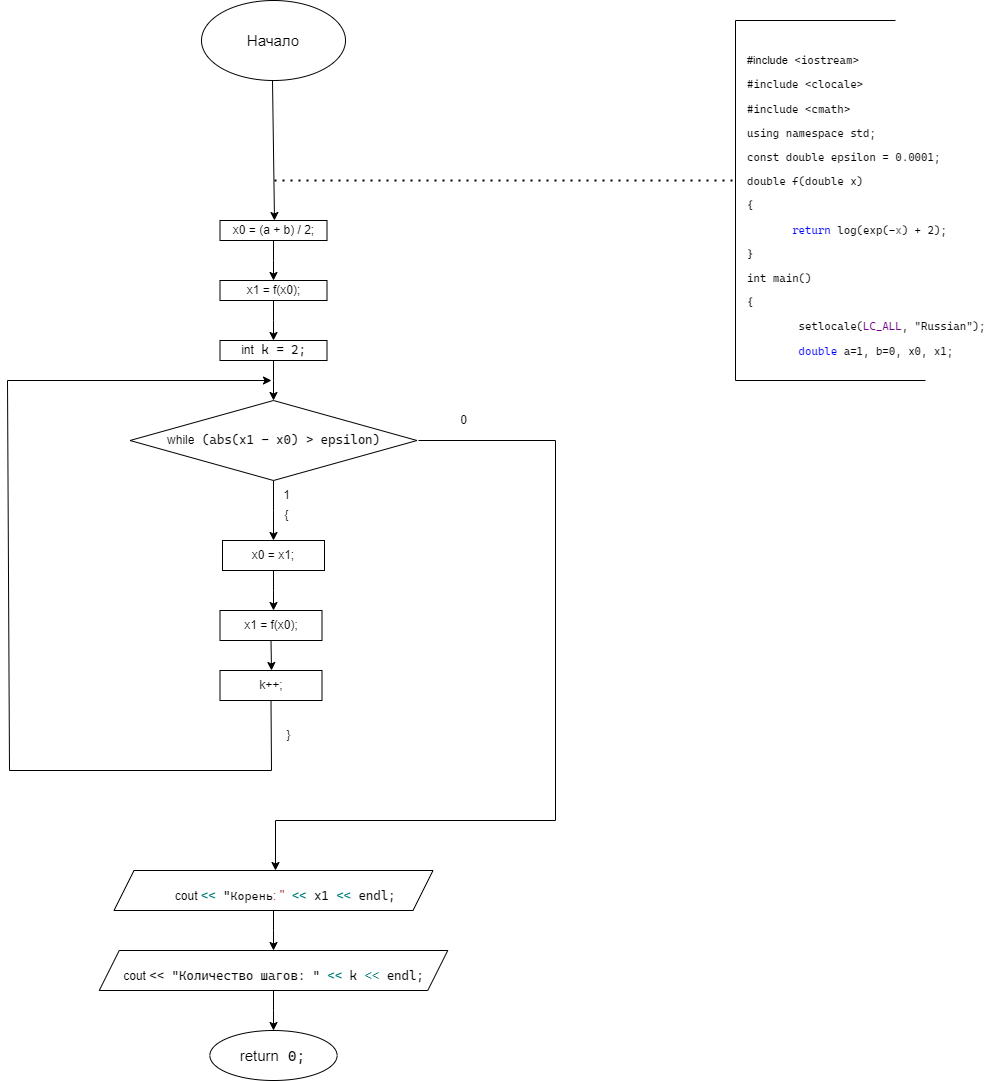 Начало
#include <iostream>
#include <clocale>
#include <cmath>
using namespace std;
const double epsilon = 0.0001;
double f(double x)
{
return log(exp(-x) + 2);
}
int main()
{
setlocale(LC_ALL, "Russian");
double a=1, b=0, x0, x1;
x0 = (a + b) / 2;
x1 = f(x0);
int k = 2;
while (abs(x1 - x0) > epsilon)
0
1
{
x0 = x1;
x1 = f(x0);
k++;
}
cout << "Корень: " << x1 << endl;
cout << "Количество шагов: " << k << endl;
return 0;